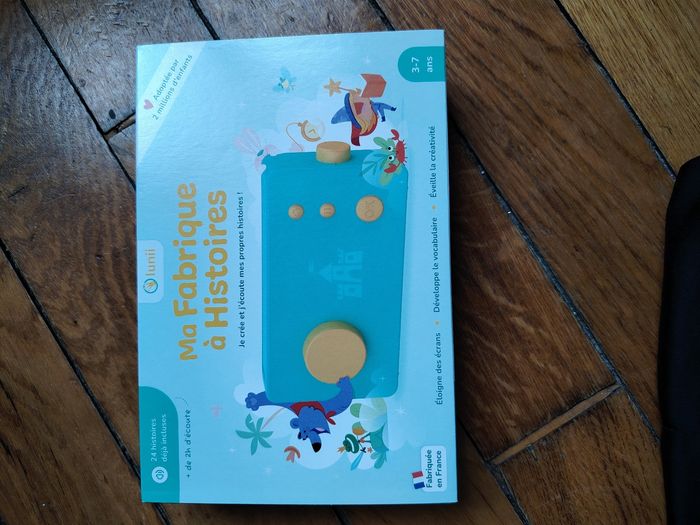 Adoptée par
2 millions d'enfants
3-7
ans
lunii
Ma Fabrique
à Histoires
Je crée et j'écoute mes propres histoires !
OK
24 histoires
déjà incluses
+ de 2h d'écoute
Éloigne des écrans • Développe le vocabulaire • Éveille la créativité
Fabriquée
en France